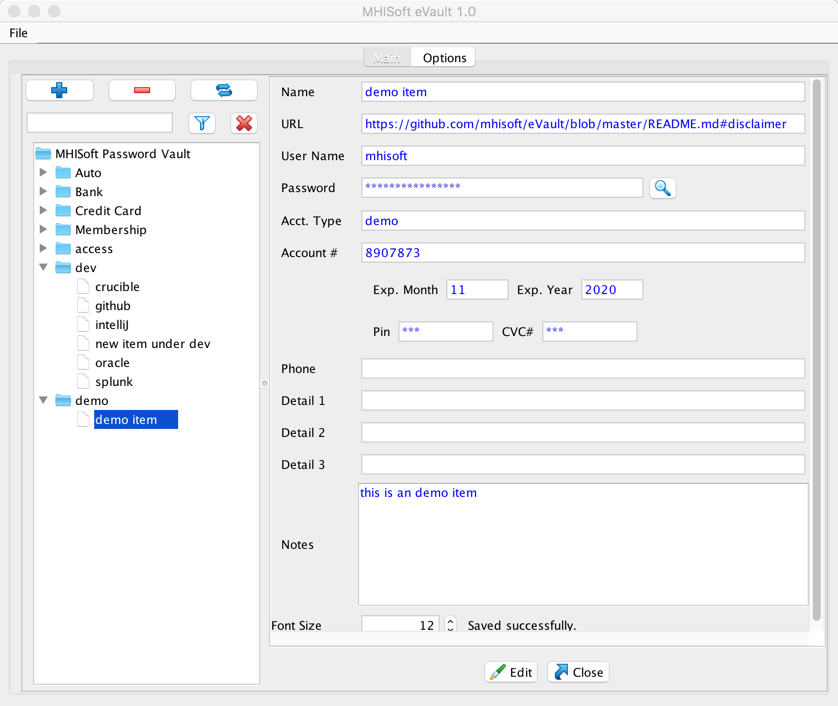 MHISoft eVault 1.0
File
Main Options
MHISoft Password Vault
Auto
Bank
Credit Card
Membership
access
dev
crucible
github
intelliJ
new item under dev
oracle
splunk
demo
demo item
Name demo item
URL https://github.com/mhisoft/eVault/blob/master/README.md#disclaimer
User Name mhisoft
Password ****************
Acct. Type demo
Account # 8907873
Exp. Month 11 Exp. Year 2020
Pin *** CVC# ***
Phone
Detail 1
Detail 2
Detail 3
Notes this is an demo item
Font Size 12 Saved successfully.
Edit Close